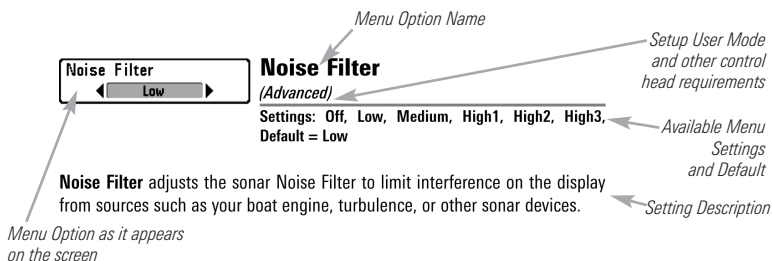 Menu Option Name
Setup User Mode
and other control
head requirements
Noise Filter
Low
Noise Filter
(Advanced)
Settings: Off, Low, Medium, High1, High2, High3,
Default = Low
Available Menu
Settings
and Default
Noise Filter adjusts the sonar Noise Filter to limit interference on the display
from sources such as your boat engine, turbulence, or other sonar devices.
Setting Description
Menu Option as it appears
on the screen